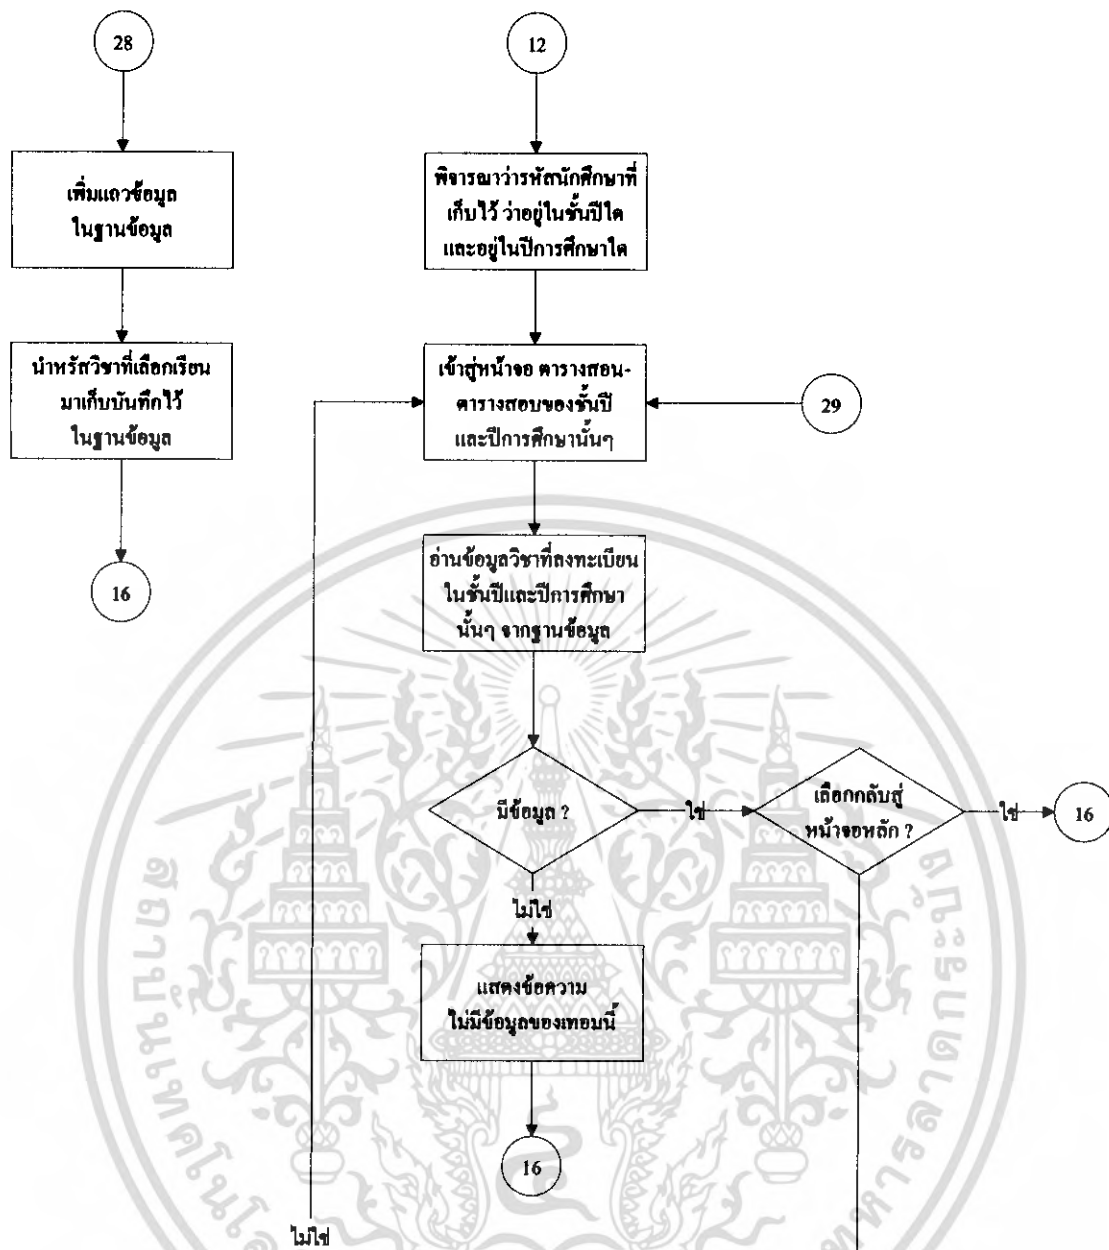 28
เพิ่มแถวข้อมูล
ในฐานข้อมูล
นำหรัสวิชาที่เลือกเรียน
มาเก็บบันทึกไว้
ในฐานข้อมูล
16
12
พิจารณาว่ารหัสนักศึกษาที่
เก็บไว้ ว่าอยู่ในชั้นปีใด
และอยู่ในปีการศึกษาใด
เข้าสู่หน้าจอ ตารางสอน-
ตารางสอบของชั้นปี
และปีการศึกษานั้นๆ
29
อ่านข้อมูลวิชาที่ลงทะเบียน
ในชั้นปีและปีการศึกษา
นั้นๆ จากฐานข้อมูล
มีข้อมูล ?
ใช่
เลือกกลับสู่
หน้าจอหลัก ?
ใช่
16
ไม่ใช่
แสดงข้อความ
ไม่มีข้อมูลของเทอมนี้
16
ไม่ใช่